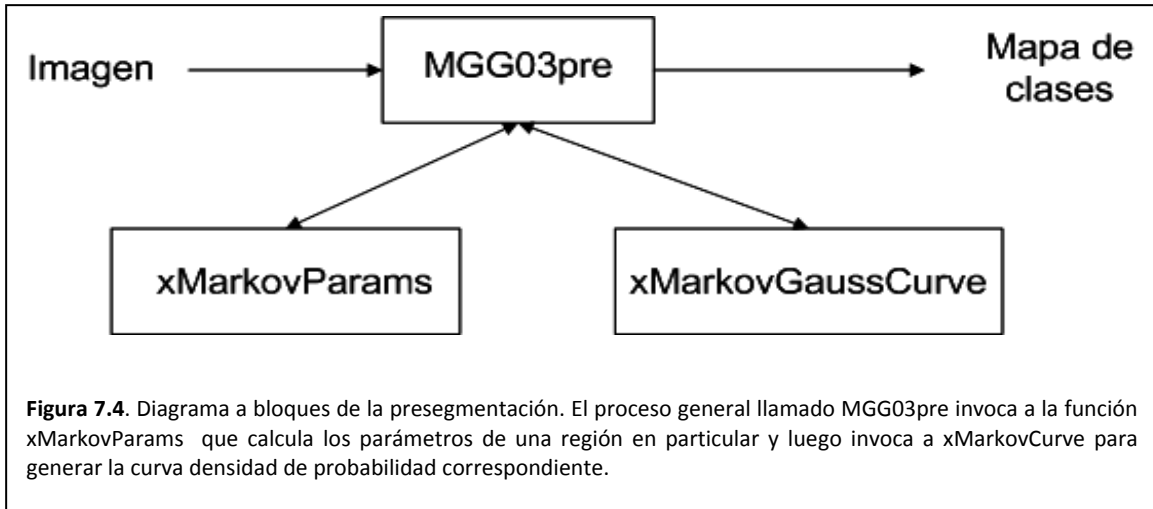 Imagen
MGG03pre
Mapa de
clases
xMarkovParams
xMarkovGaussCurve
Figura 7.4. Diagrama a bloques de la presegmentación. El proceso general llamado MGG03pre invoca a la función
xMarkovParams que calcula los parámetros de una región en particular y luego invoca a xMarkovCurve para
generar la curva densidad de probabilidad correspondiente.